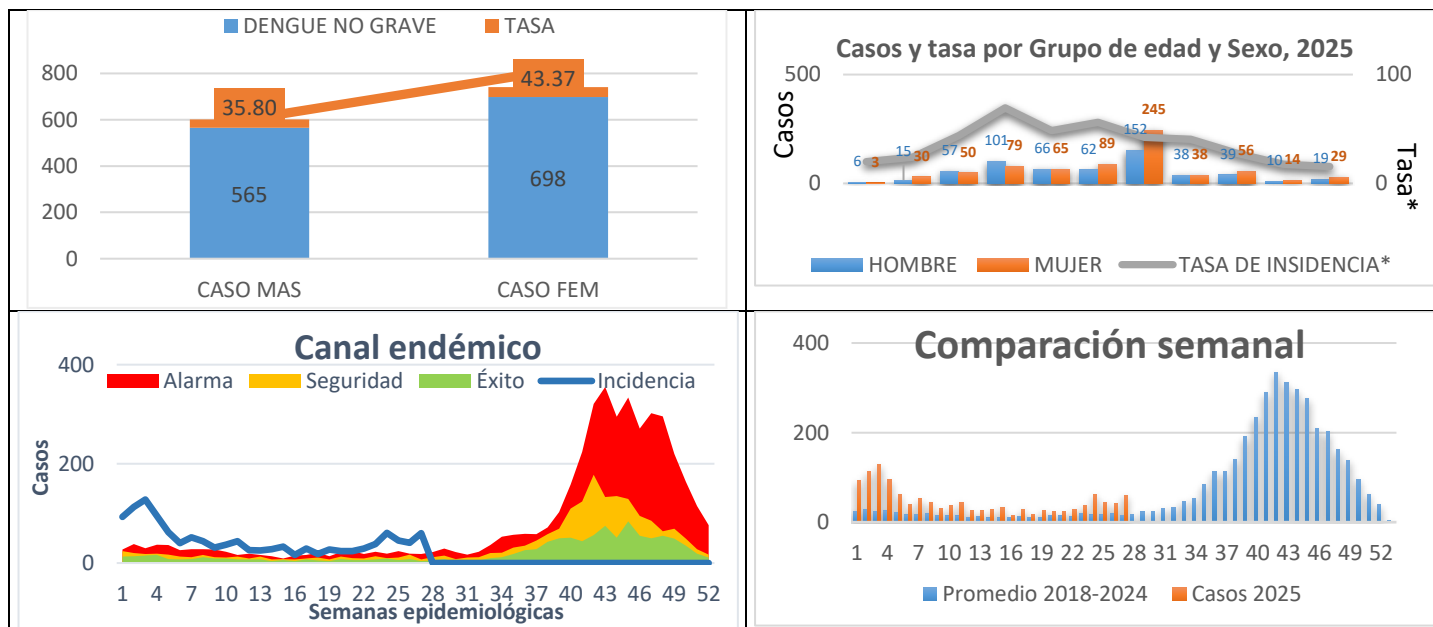 DENGUE NO GRAVE TASA
800
600
400
200
0
35.80
43.37
565
698
CASO MAS CASO FEM
Casos y tasa por Grupo de edad y Sexo, 2025
500
0
Casos
100
0
Tasa*
6 3 15 30 57 50 101 79 66 65 62 89 152 245 38 38 39 56 10 14 19 29
HOMBRE MUJER TASA DE INSIDENCIA*
Canal endémico
Alarma Seguridad Éxito Incidencia
400
200
0
Casos
1 4 7 10 13 16 19 22 25 28 31 34 37 40 43 46 49 52
Semanas epidemiológicas
Comparación semanal
400
200
0
1 4 7 10 13 16 19 22 25 28 31 34 37 40 43 46 49 52
Promedio 2018-2024 Casos 2025